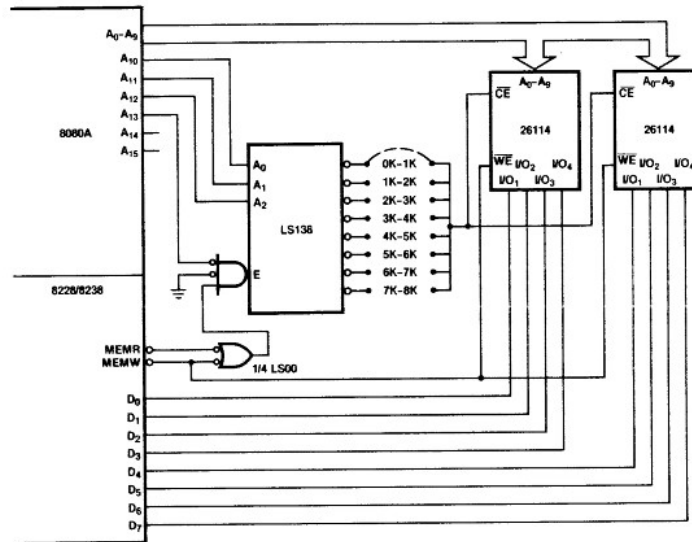 A0-A9
A10
A11
A12
A13
A14
A15
8080A
8228/8238
MEMR
MEMW
D0
D1
D2
D3
D4
D5
D6
D7
A0
A1
A2
LS138
E
1/4 LS00
0K-1K
1K-2K
2K-3K
3K-4K
4K-5K
5K-6K
6K-7K
7K-8K
A0-A9
CE
26114
WE I/O2 I/O4
I/O1 I/O3
A0-A9
CE
26114
WE I/O2 I/O4
I/O1 I/O3